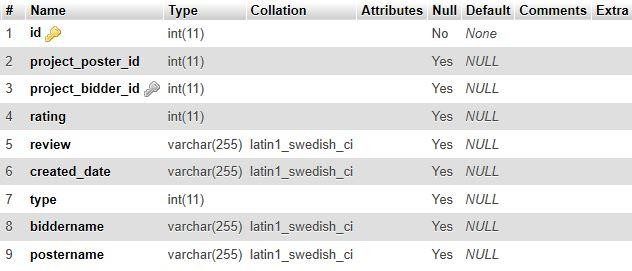 # Name Type Collation Attributes Null Default Comments Extra
1 id int(11) No None
2 project_poster_id int(11) Yes NULL
3 project_bidder_id int(11) Yes NULL
4 rating int(11) Yes NULL
5 review varchar(255) latin1_swedish_ci Yes NULL
6 created_date varchar(255) latin1_swedish_ci Yes NULL
7 type int(11) Yes NULL
8 biddername varchar(255) latin1_swedish_ci Yes NULL
9 postername varchar(255) latin1_swedish_ci Yes NULL